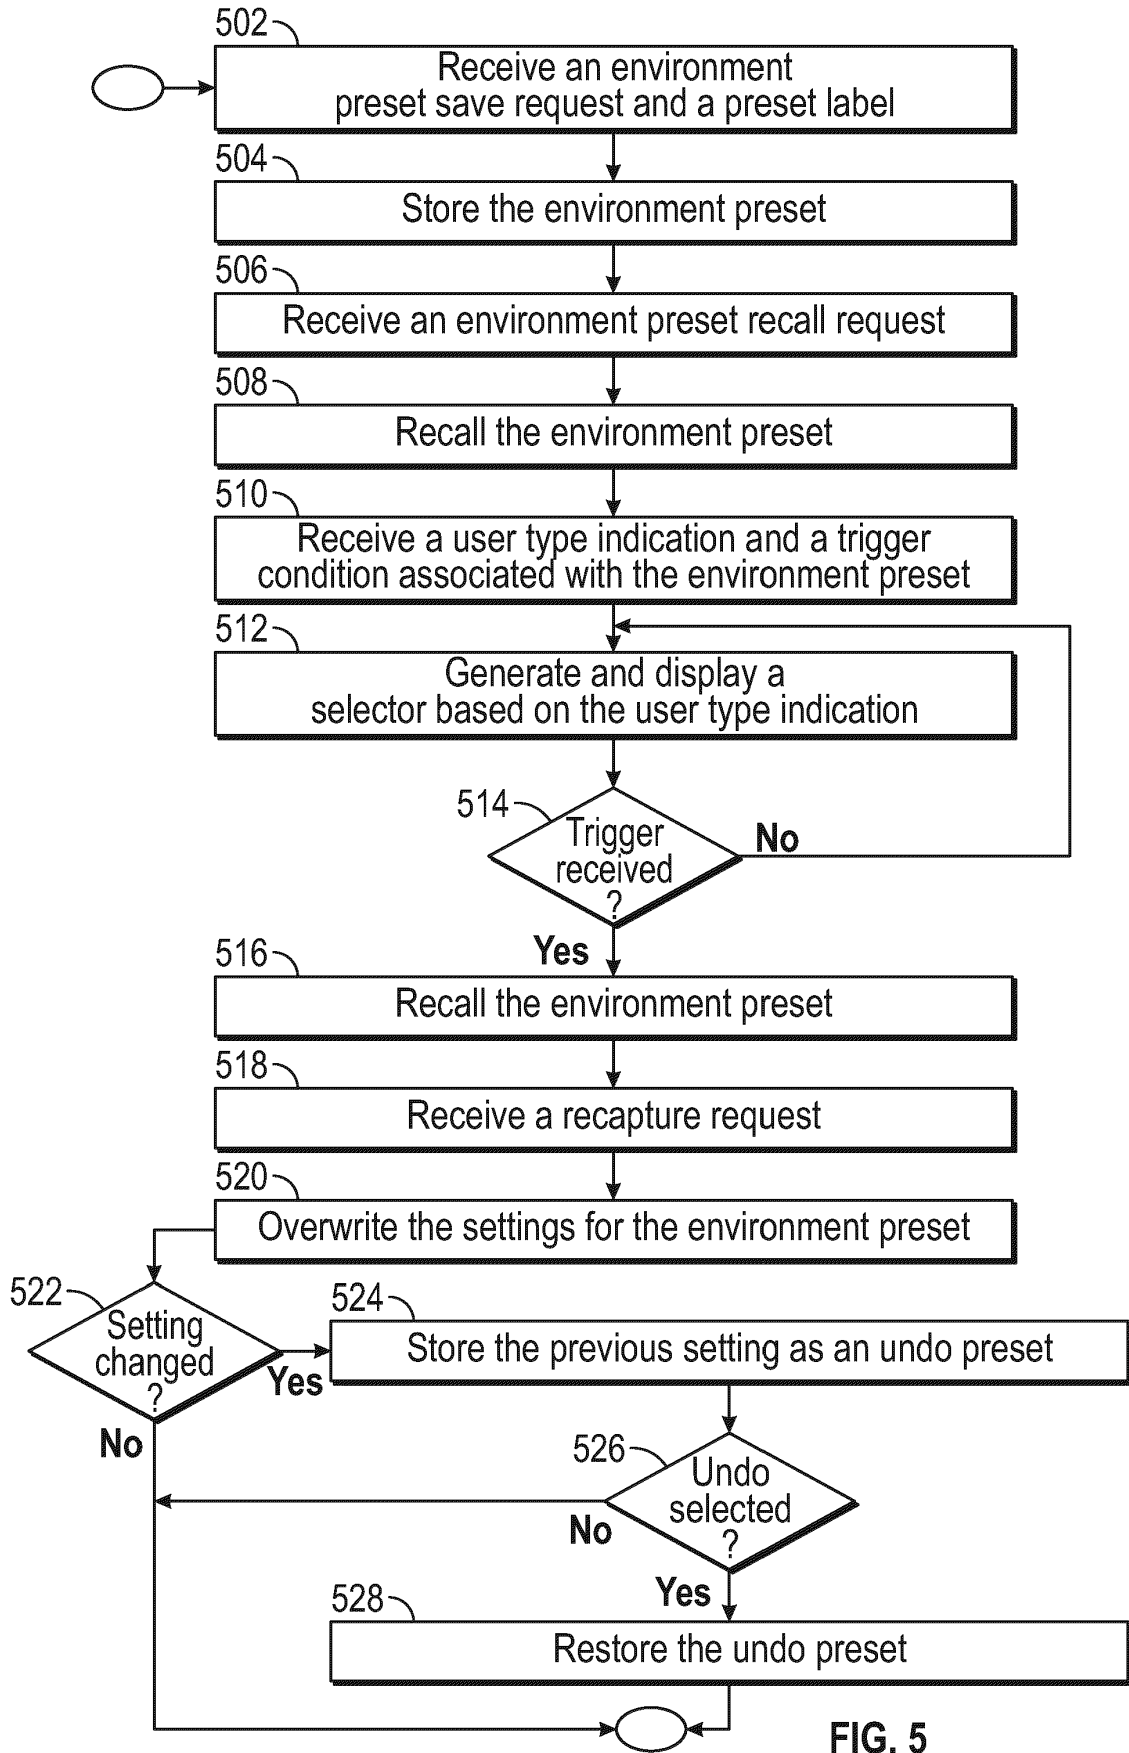 502
Receive an environment
preset save request and a preset label
504
Store the environment preset
506
Receive an environment preset recall request
508
Recall the environment preset
510
Receive a user type indication and a trigger
condition associated with the environment preset
512
Generate and display a
selector based on the user type indication
514
Trigger
received
?
No
Yes
516
Recall the environment preset
518
Receive a recapture request
520
Overwrite the settings for the environment preset
522
Setting
changed
?
Yes
No
524
Store the previous setting as an undo preset
526
Undo
selected
?
No
Yes
528
Restore the undo preset
FIG. 5